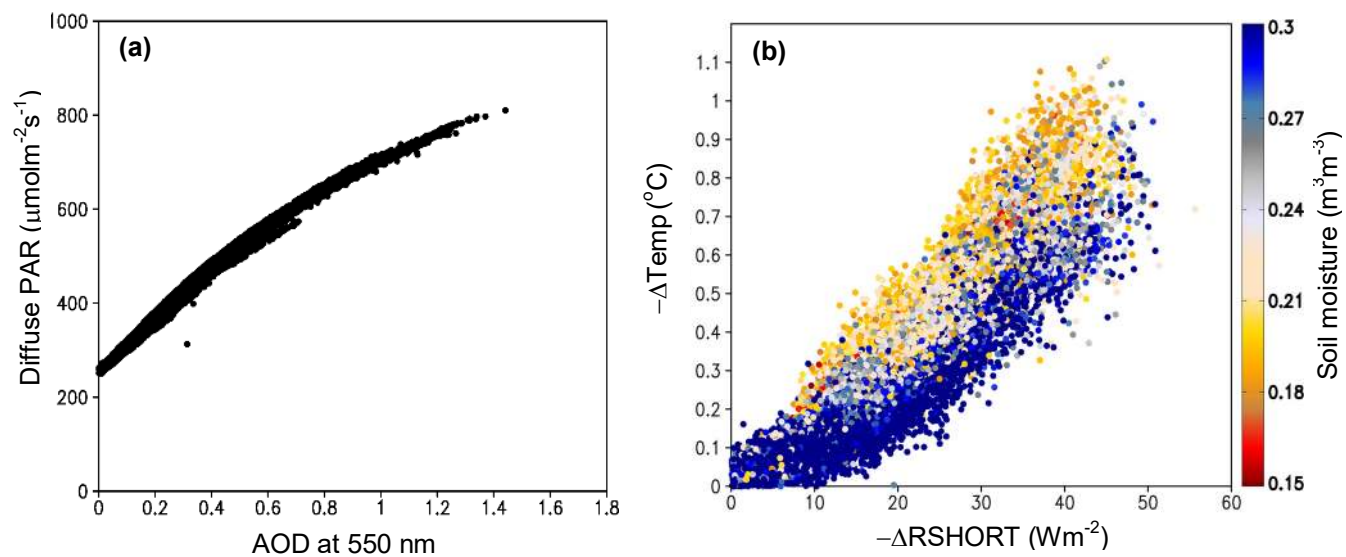 (a)
Diffuse PAR (μmolm⁻²s⁻¹)
1000
800
600
400
200
0
0 0.2 0.4 0.6 0.8 1 1.2 1.4 1.6 1.8
AOD at 550 nm
(b)
−ΔTemp (°C)
1.1
1
0.9
0.8
0.7
0.6
0.5
0.4
0.3
0.2
0.1
0
0 10 20 30 40 50 60
−ΔRSHORT (Wm⁻²)
0.3
0.27
0.24
0.21
0.18
0.15
Soil moisture (m³m⁻³)